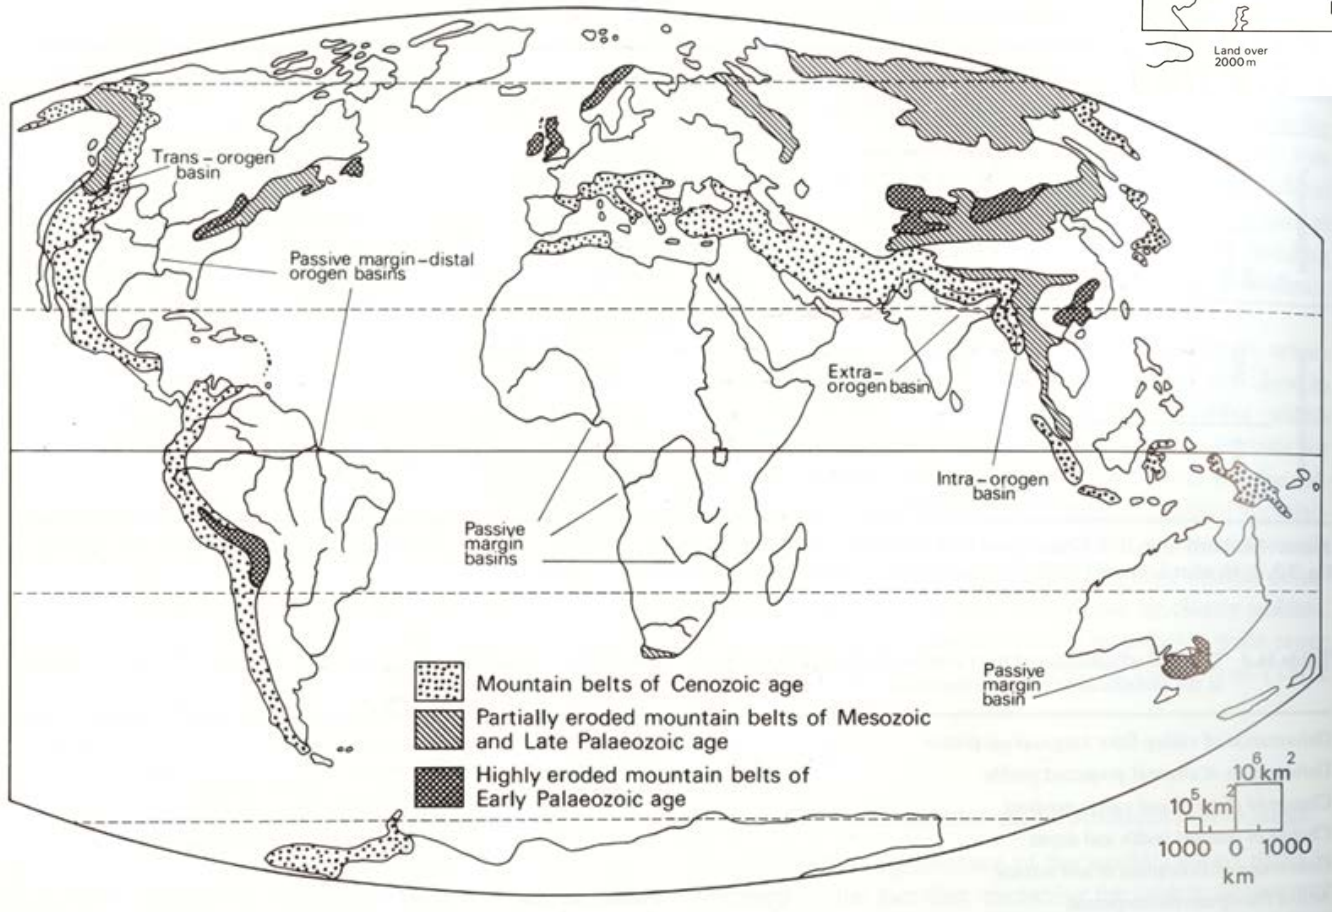 Land over
2000 m
Trans – orogen
basin
Passive margin – distal
orogen basins
Extra –
orogen basin
Intra – orogen
basin
Passive
margin
basins
Passive
margin
basin
Mountain belts of Cenozoic age
Partially eroded mountain belts of Mesozoic
and Late Palaeozoic age
Highly eroded mountain belts of
Early Palaeozoic age
10⁶ km²
10⁵ km²
1000 0 1000
km